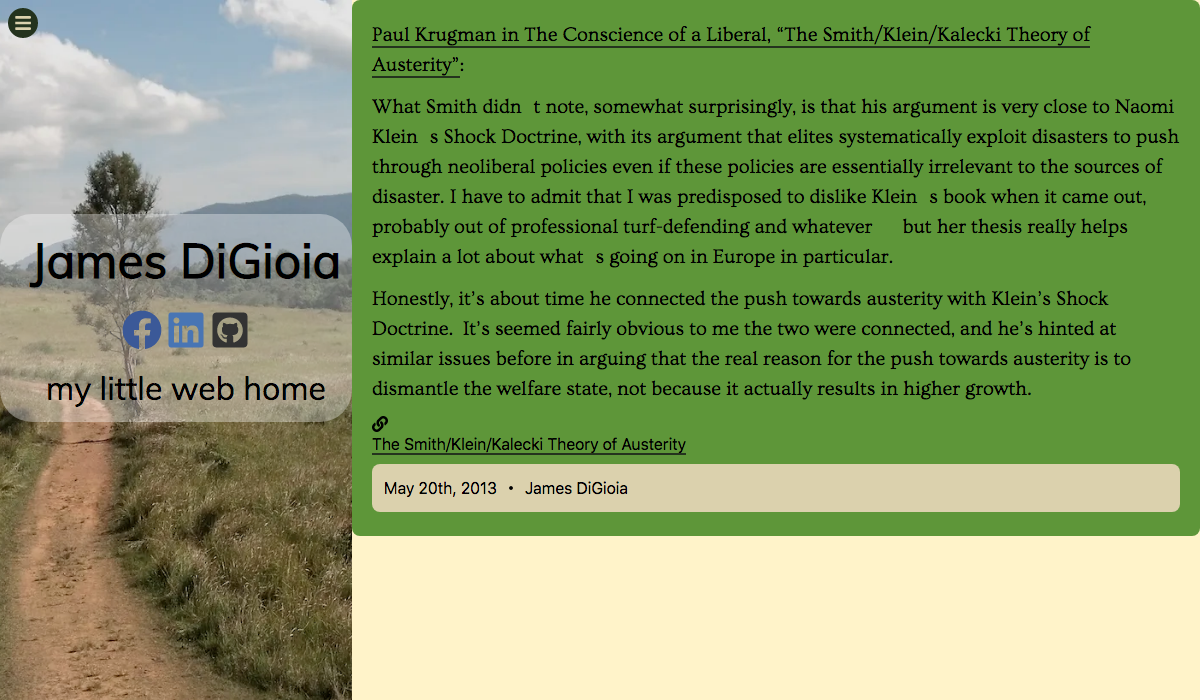 James DiGioia
my little web home
Paul Krugman in The Conscience of a Liberal, “The Smith/Klein/Kalecki Theory of
Austerity”:
What Smith didn  t note, somewhat surprisingly, is that his argument is very close to Naomi
Klein  s Shock Doctrine, with its argument that elites systematically exploit disasters to push
through neoliberal policies even if these policies are essentially irrelevant to the sources of
disaster. I have to admit that I was predisposed to dislike Klein  s book when it came out,
probably out of professional turf-defending and whatever     but her thesis really helps
explain a lot about what  s going on in Europe in particular.
Honestly, it’s about time he connected the push towards austerity with Klein’s Shock
Doctrine.  It’s seemed fairly obvious to me the two were connected, and he’s hinted at
similar issues before in arguing that the real reason for the push towards austerity is to
dismantle the welfare state, not because it actually results in higher growth.
The Smith/Klein/Kalecki Theory of Austerity
May 20th, 2013 • James DiGioia